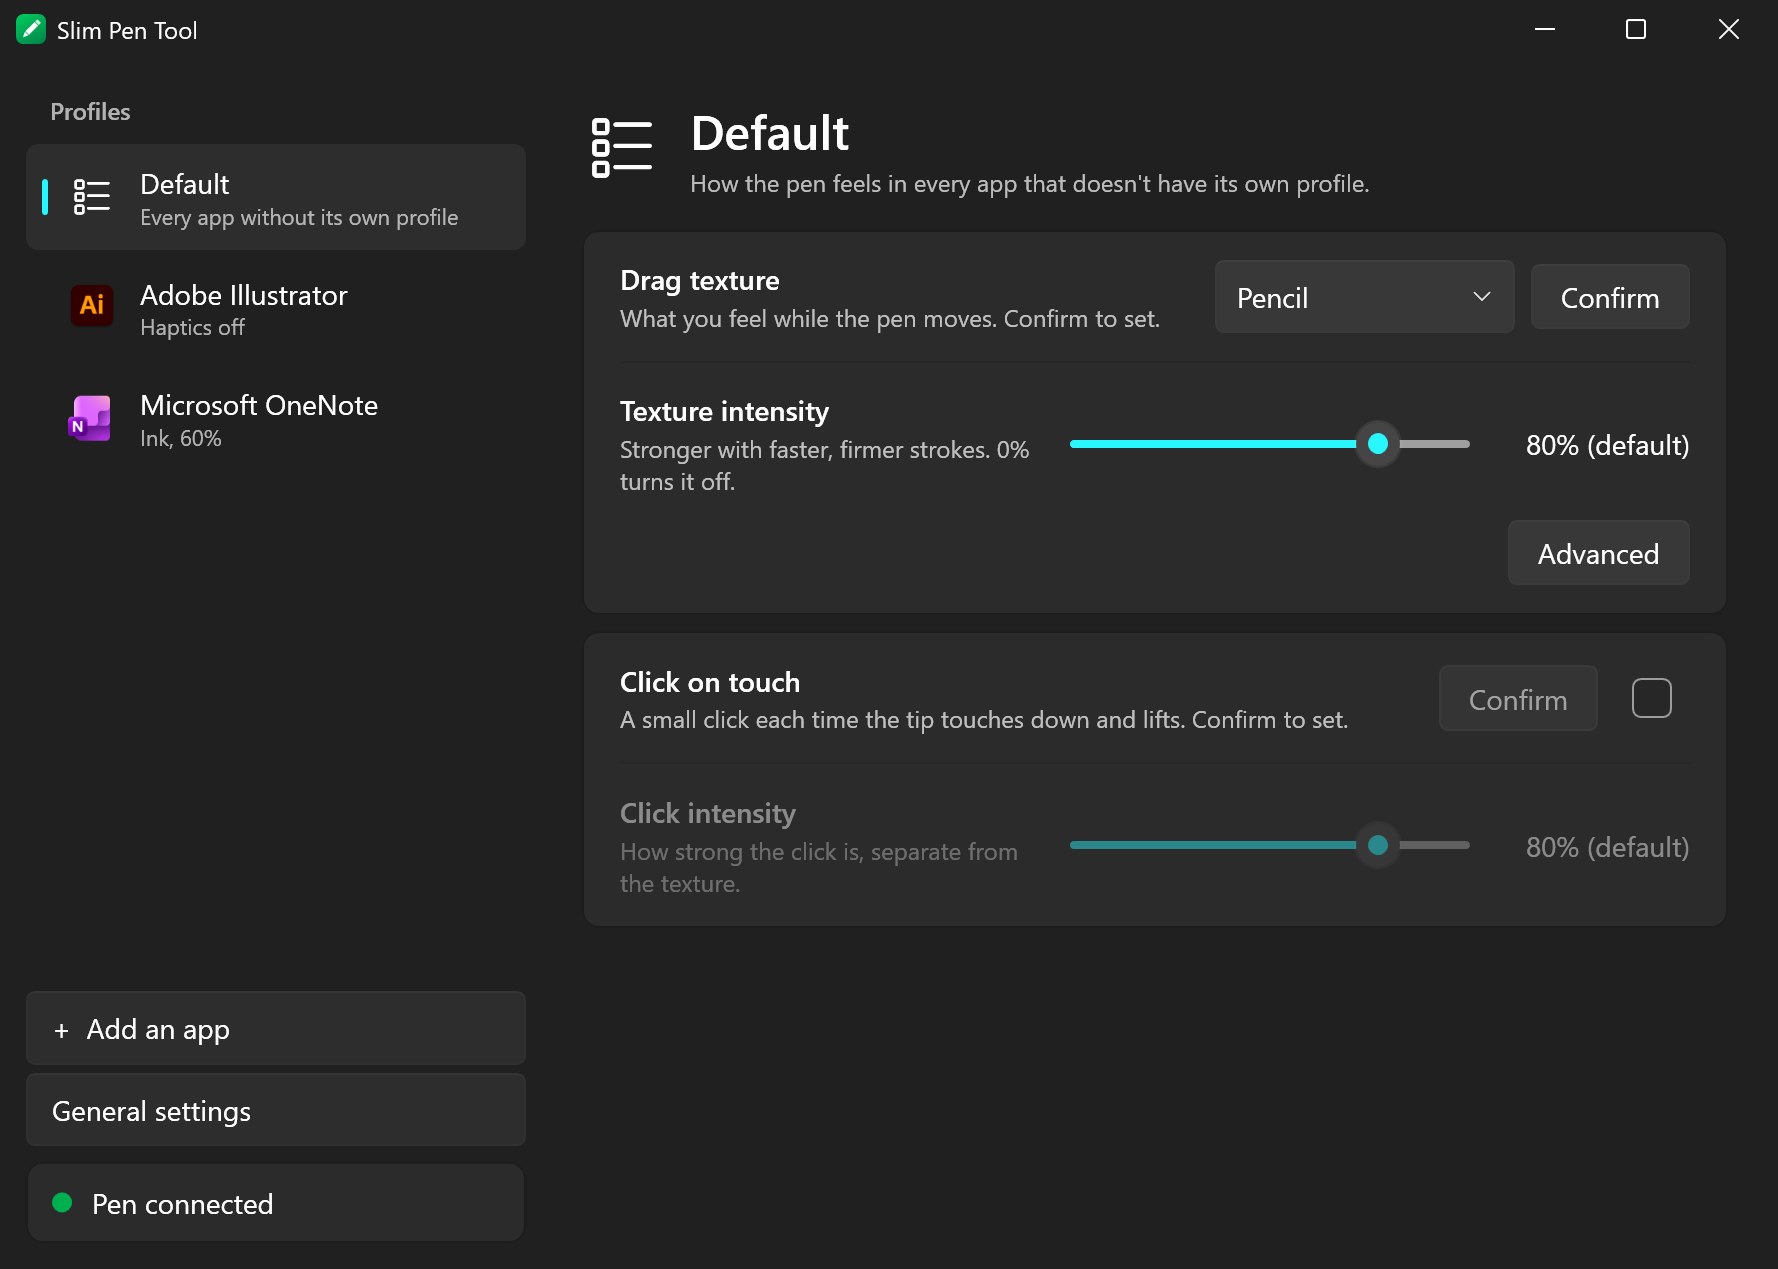 Slim Pen Tool
Profiles
Default
Every app without its own profile
Ai
Adobe Illustrator
Haptics off
N
Microsoft OneNote
Ink, 60%
+ Add an app
General settings
Pen connected
Default
How the pen feels in every app that doesn't have its own profile.
Drag texture
What you feel while the pen moves. Confirm to set.
Pencil
Confirm
Texture intensity
Stronger with faster, firmer strokes. 0%
turns it off.
80% (default)
Advanced
Click on touch
A small click each time the tip touches down and lifts. Confirm to set.
Confirm
Click intensity
How strong the click is, separate from
the texture.
80% (default)